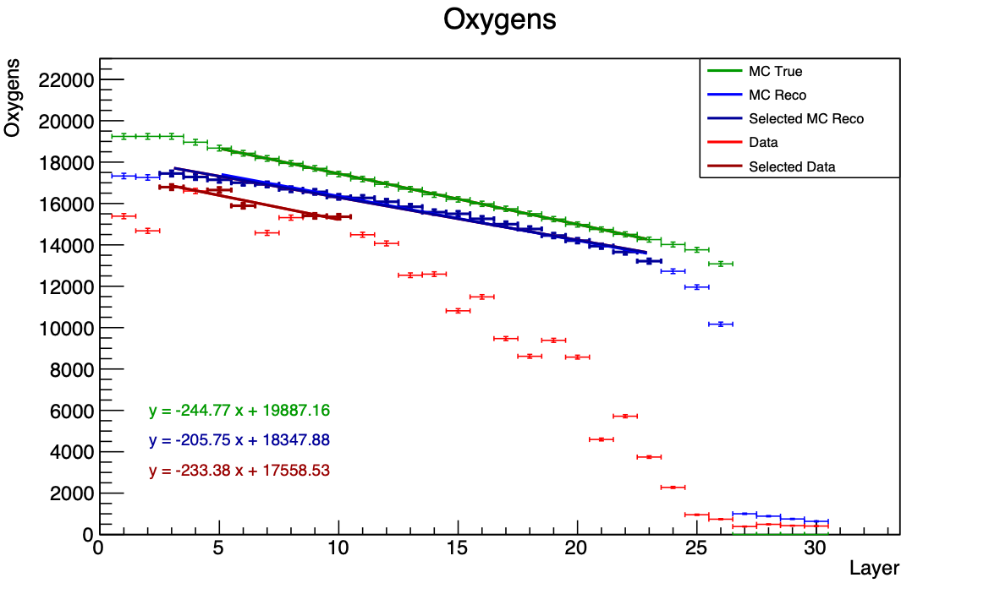 Oxygens
Oxygens
22000
20000
18000
16000
14000
12000
10000
8000
6000
4000
2000
0
MC True
MC Reco
Selected MC Reco
Data
Selected Data
y = -244.77 x + 19887.16
y = -205.75 x + 18347.88
y = -233.38 x + 17558.53
0 5 10 15 20 25 30
Layer